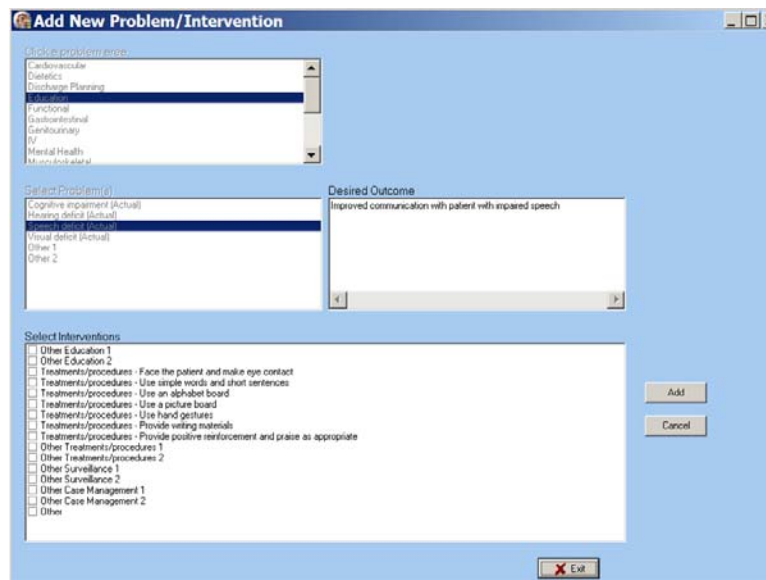 Add New Problem/Intervention
Click a problem area
Cardiovascular
Dietetics
Discharge Planning
Education
Functional
Gastrointestinal
Genitourinary
IV
Mental Health
Musculoskeletal
Select Problem(s)
Cognitive impairment (Actual)
Hearing deficit (Actual)
Speech deficit (Actual)
Visual deficit (Actual)
Other 1
Other 2
Desired Outcome
Improved communication with patient with impaired speech
Select Interventions
Other Education 1
Other Education 2
Treatments/procedures - Face the patient and make eye contact
Treatments/procedures - Use simple words and short sentences
Treatments/procedures - Use an alphabet board
Treatments/procedures - Use a picture board
Treatments/procedures - Use hand gestures
Treatments/procedures - Provide writing materials
Treatments/procedures - Provide positive reinforcement and praise as appropriate
Other Treatments/procedures 1
Other Treatments/procedures 2
Other Surveillance 1
Other Surveillance 2
Other Case Management 1
Other Case Management 2
Other
Add
Cancel
Exit